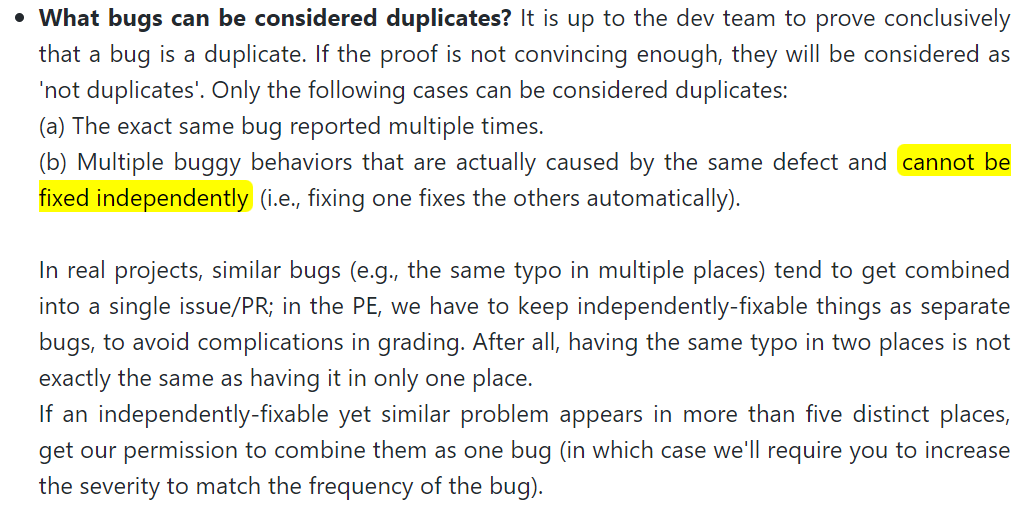 • What bugs can be considered duplicates? It is up to the dev team to prove conclusively
that a bug is a duplicate. If the proof is not convincing enough, they will be considered as
'not duplicates'. Only the following cases can be considered duplicates:
(a) The exact same bug reported multiple times.
(b) Multiple buggy behaviors that are actually caused by the same defect and cannot be
fixed independently (i.e., fixing one fixes the others automatically).
In real projects, similar bugs (e.g., the same typo in multiple places) tend to get combined
into a single issue/PR; in the PE, we have to keep independently-fixable things as separate
bugs, to avoid complications in grading. After all, having the same typo in two places is not
exactly the same as having it in only one place.
If an independently-fixable yet similar problem appears in more than five distinct places,
get our permission to combine them as one bug (in which case we'll require you to increase
the severity to match the frequency of the bug).